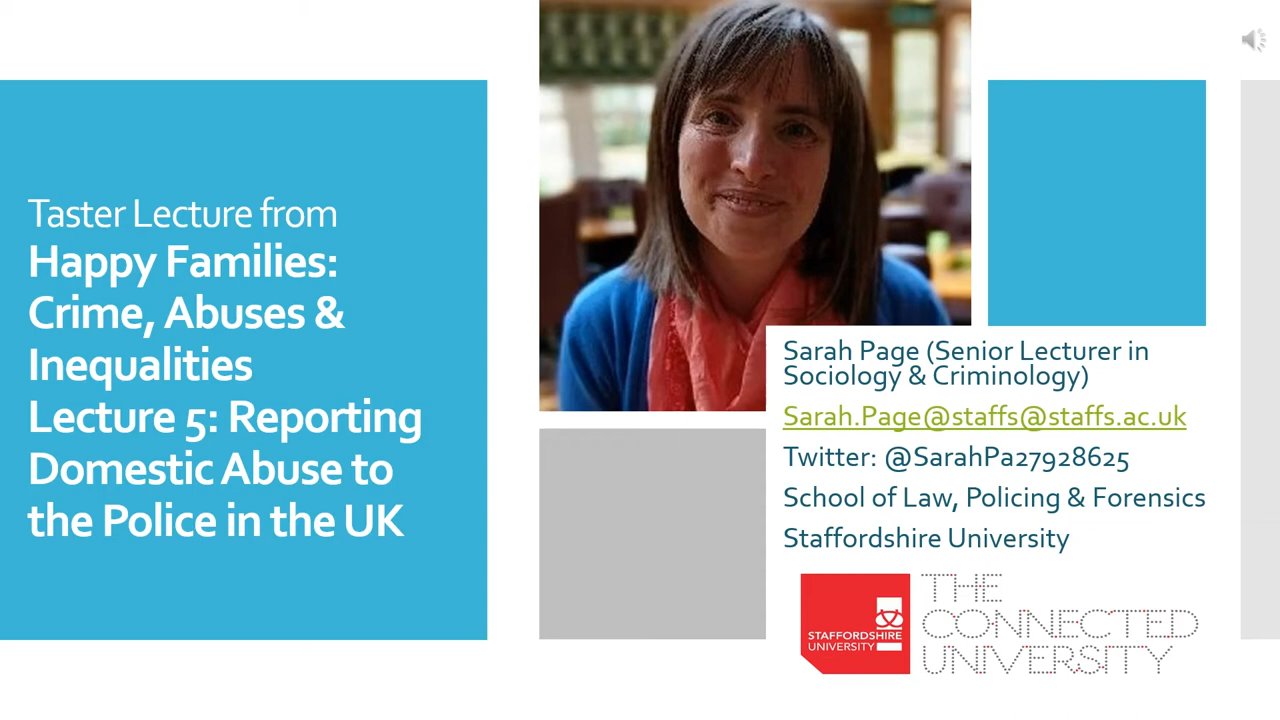 Taster Lecture from
Happy Families:
Crime, Abuses &
Inequalities
Lecture 5: Reporting
Domestic Abuse to
the Police in the UK
Sarah Page (Senior Lecturer in
Sociology & Criminology)
Sarah.Page@staffs@staffs.ac.uk
Twitter: @SarahPa27928625
School of Law, Policing & Forensics
Staffordshire University
STAFFORDSHIRE
UNIVERSITY
THE
CONNECTED
UNIVERSITY